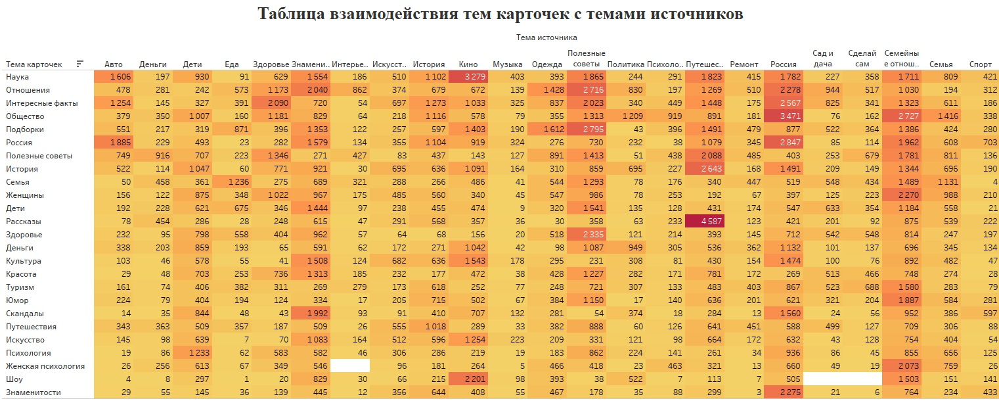 Таблица взаимодействия тем карточек с темами источников
Тема источника
Полезные Сад и Сделай Семейны
Тема карточек Авто Деньги Дети Еда Здоровье Знамени.. Интерье.. Искусст.. История Кино Музыка Одежда советы Политика Психоло.. Путешес.. Ремонт Россия дача сам е отнош.. Семья Спорт
Наука 1 606 197 930 91 629 1 554 186 510 1 102 3 279 403 393 1 865 244 291 1 823 415 1 782 227 358 1 711 809 421
Отношения 478 281 242 573 1 173 2 040 862 374 679 672 139 1 428 2 716 830 197 1 269 510 2 278 944 517 1 030 194 312
Интересные факты 1 254 145 327 391 2 090 720 54 697 1 273 1 033 325 837 2 023 340 449 1 448 175 2 567 825 341 1 323 611 186
Общество 379 350 1 007 160 1 181 829 64 218 1 116 578 79 355 1 313 1 209 919 891 181 3 471 76 162 2 727 1 416 338
Подборки 551 217 319 871 396 1 353 122 257 597 1 403 190 1 612 2 795 43 396 1 491 479 877 522 364 1 386 424 280
Россия 1 885 229 493 23 282 1 579 134 355 1 104 919 324 276 730 232 38 1 079 345 2 847 85 114 1 962 608 703
Полезные советы 749 916 707 223 1 346 271 427 83 437 143 127 891 1 413 51 438 2 088 485 403 253 679 1 781 811 136
История 522 114 1 047 60 771 921 30 695 636 1 091 164 310 859 695 227 2 643 168 1 491 209 149 1 344 696 190
Семья 50 458 361 1 236 275 689 321 288 266 486 41 544 1 293 78 176 340 447 519 548 434 1 489 1 131 4
Женщины 156 122 875 348 1 022 967 175 485 560 340 45 547 986 78 253 192 67 397 125 223 2 270 988 210
Дети 192 228 621 675 346 1 444 97 238 455 474 9 320 1 541 135 128 431 174 547 633 354 1 184 558 21
Рассказы 78 454 286 28 248 615 47 291 568 357 36 30 358 63 233 4 587 123 421 201 92 875 539 222
Здоровье 232 95 798 558 404 962 57 64 68 156 20 518 2 335 121 214 393 145 712 542 548 814 247 197
Деньги 338 203 859 193 65 591 62 172 271 1 042 42 98 1 087 949 305 536 362 1 132 101 137 696 345 134
Культура 103 46 578 55 41 1 508 124 682 636 1 543 178 295 231 308 81 430 154 1 474 100 76 892 482 47
Красота 29 48 703 253 736 1 313 185 232 177 472 38 428 1 227 282 171 781 172 269 513 466 748 274 28
Туризм 161 74 406 382 311 269 279 173 618 252 77 248 721 307 133 483 403 867 523 688 1 580 283 79
Юмор 224 79 404 194 124 334 17 205 715 502 67 384 1 150 17 140 636 201 621 321 204 1 887 584 281
Скандалы 14 35 844 48 43 1 992 93 91 410 707 132 281 54 374 18 284 13 1 560 24 56 952 386 597
Путешествия 343 363 509 357 187 509 26 555 1 018 289 33 382 888 60 126 641 451 588 499 127 709 306 88
Искусство 145 98 639 7 70 1 083 164 512 596 1 254 223 209 331 121 98 664 172 632 43 128 754 404 54
Психология 19 86 1 233 62 583 582 46 306 286 219 19 183 862 224 141 261 34 936 86 45 855 656 125
Женская психология 26 256 613 67 349 546 96 181 264 5 466 418 23 463 321 13 660 49 19 2 073 759 26
Шоу 4 8 297 1 20 829 30 66 215 2 201 98 393 38 522 7 113 7 505 1 503 151 141
Знаменитости 29 55 145 36 139 445 12 356 644 408 55 467 178 35 88 299 3 2 275 21 6 764 234 433